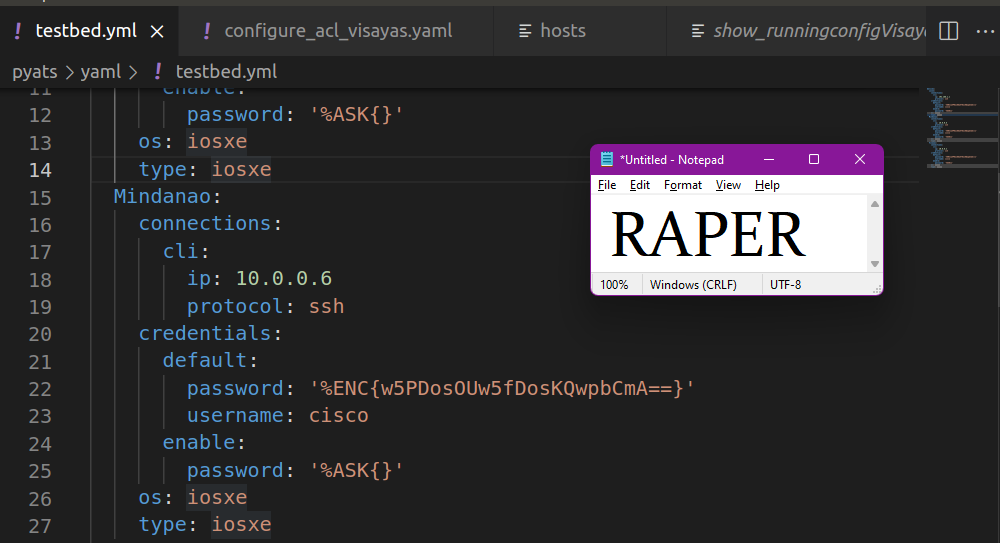 testbed.yml
configure_acl_visayas.yaml
hosts
show_runningconfigVisaya
pyats > yaml > ! testbed.yml
11 enable:
12 password: '%ASK{}'
13 os: iosxe
14 type: iosxe
15 Mindanao:
16 connections:
17 cli:
18 ip: 10.0.0.6
19 protocol: ssh
20 credentials:
21 default:
22 password: '%ENC{w5PDosOUw5fDosKQwpbCmA==}'
23 username: cisco
24 enable:
25 password: '%ASK{}'
26 os: iosxe
27 type: iosxe
*Untitled - Notepad
File Edit Format View Help
RAPER
100% Windows (CRLF) UTF-8